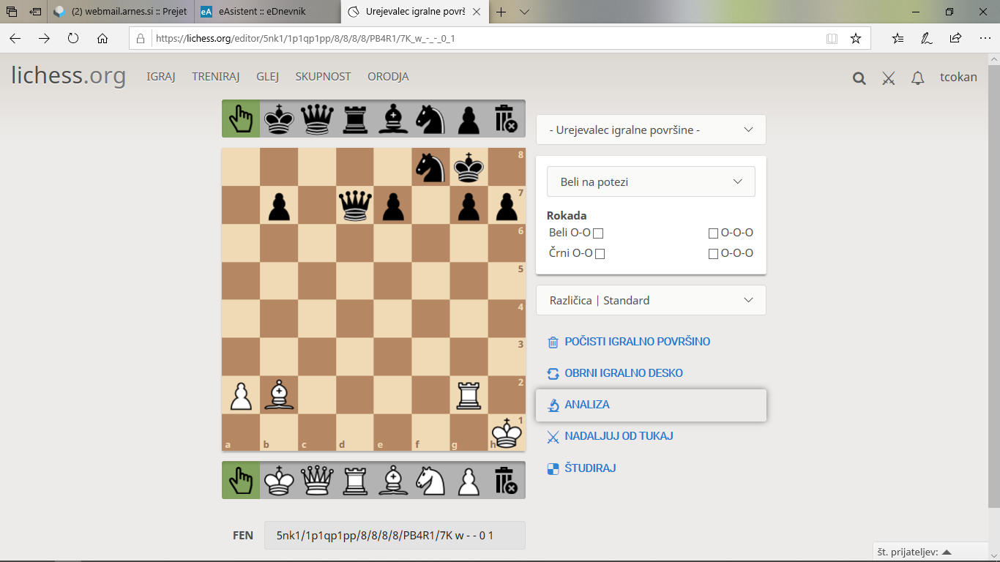 (2) webmail.arnes.si :: Prejet
eA eAsistent :: eDnevnik
Urejevalec igralne površ
https://lichess.org/editor/5nk1/1p1qp1pp/8/8/8/8/PB4R1/7K_w_-_-_0_1
lichess.org IGRAJ TRENIRAJ GLEJ SKUPNOST ORODJA tcokan
- Urejevalec igralne površine -
Beli na potezi
Rokada
Beli O-O O-O-O
Črni O-O O-O-O
Različica | Standard
POČISTI IGRALNO POVRŠINO
OBRNI IGRALNO DESKO
ANALIZA
NADALJUJ OD TUKAJ
ŠTUDIRAJ
8
7
6
5
4
3
2
1
a b c d e f g h
FEN 5nk1/1p1qp1pp/8/8/8/8/PB4R1/7K w - - 0 1
št. prijateljev: